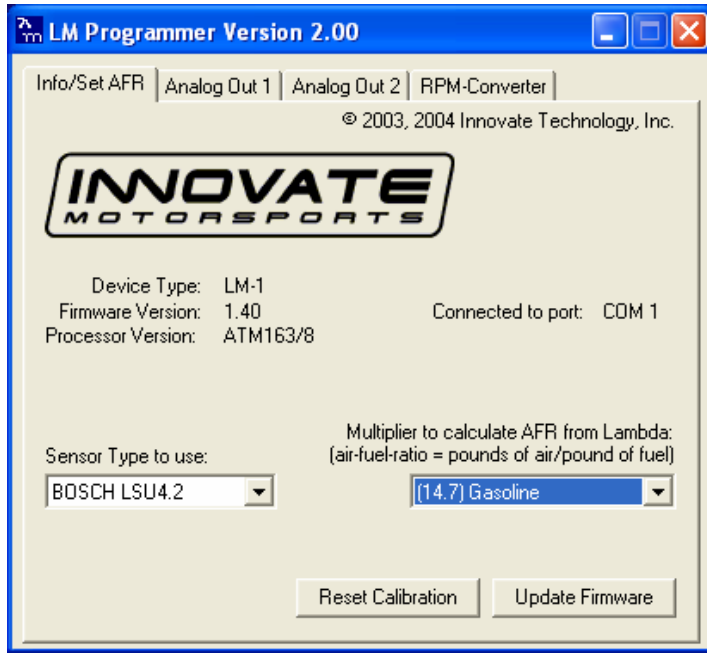 LM Programmer Version 2.00
Info/Set AFR Analog Out 1 Analog Out 2 RPM-Converter
© 2003, 2004 Innovate Technology, Inc.
INNOVATE
MOTORSPORTS
Device Type: LM-1
Firmware Version: 1.40 Connected to port: COM 1
Processor Version: ATM163/8
Multiplier to calculate AFR from Lambda:
Sensor Type to use: (air-fuel-ratio = pounds of air/pound of fuel)
BOSCH LSU4.2 (14.7) Gasoline
Reset Calibration Update Firmware